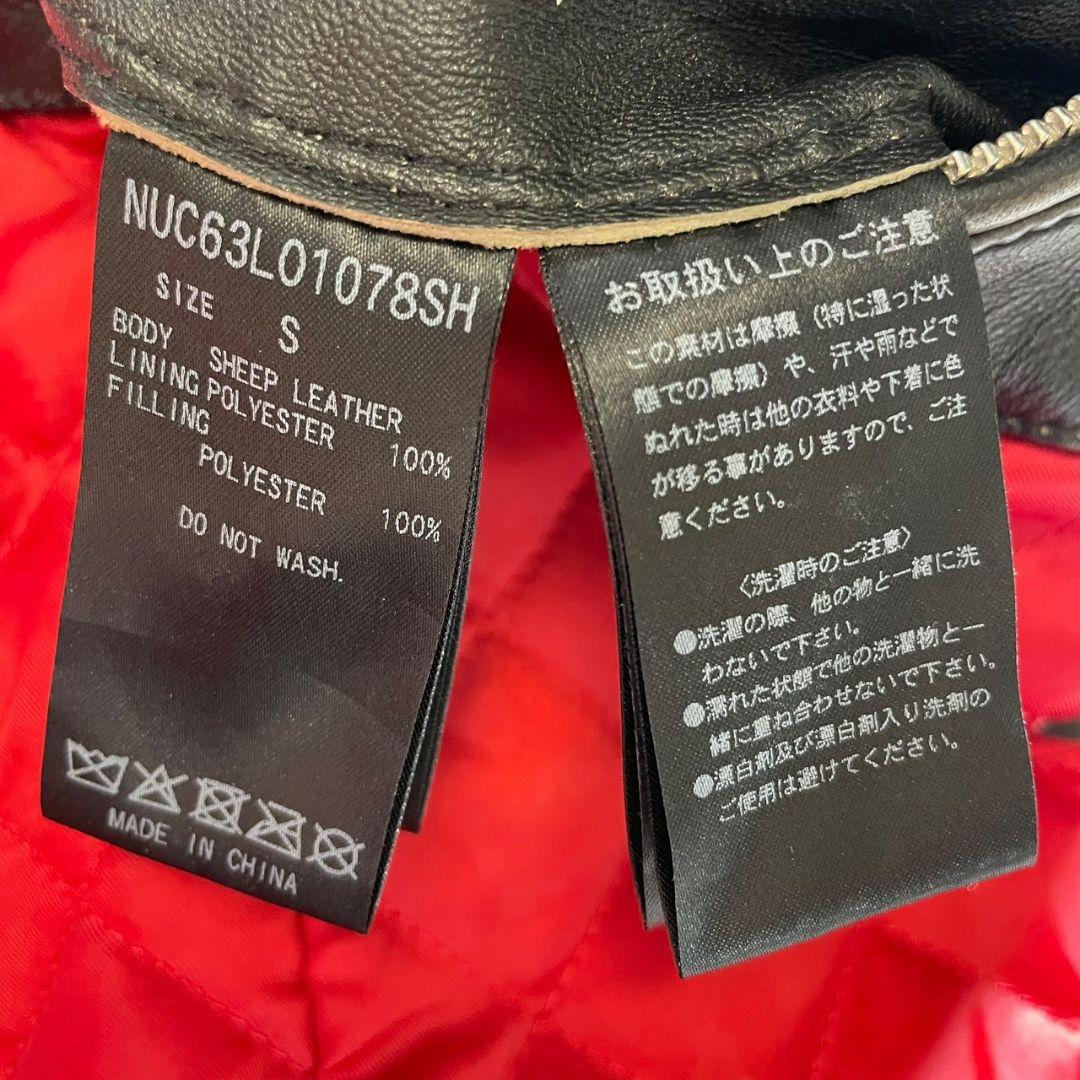 NUC63L01078SH
SIZE S
BODY SHEEP LEATHER
LINING POLYESTER 100%
FILLING
POLYESTER 100%
DO NOT WASH.
MADE IN CHINA
お取扱い上のご注意
この素材は摩擦（特に湿った状
態での摩擦）や、汗や雨などで
ぬれた時は他の衣料や下着に色
が移る事がありますので、ご注
意ください。
〈洗濯時のご注意〉
●洗濯の際、他の物と一緒に洗
わないで下さい。
●濡れた状態で他の洗濯物と一
緒に重ね合わせないで下さい。
●漂白剤及び漂白剤入り洗剤の
ご使用は避けてください。